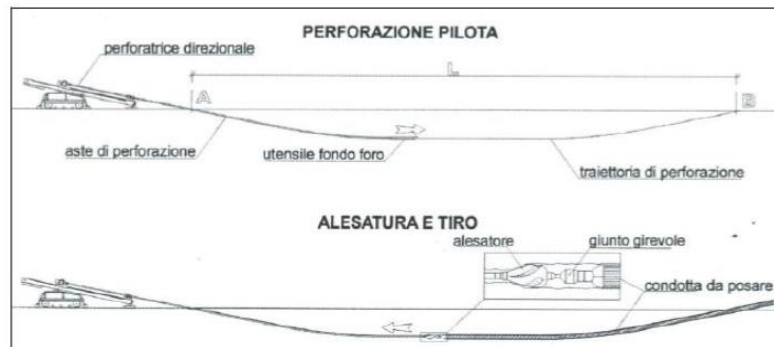 PERFORAZIONE PILOTA
perforatrice direzionale
L
A
B
aste di perforazione
utensile fondo foro
traiettoria di perforazione
ALESATURA E TIRO
alesatore
giunto girevole
condotta da posare